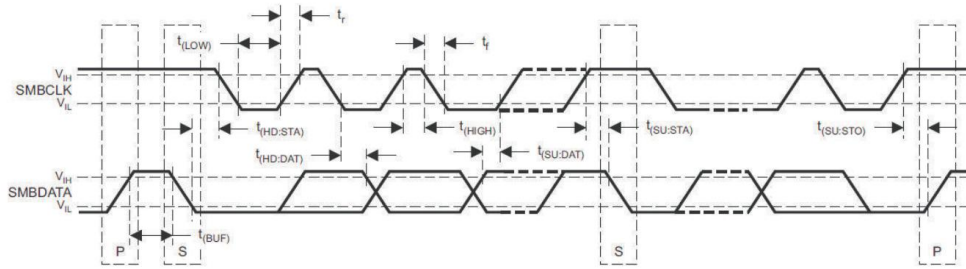 tr
t(LOW)
tf
VIH
SMBCLK
VIL
t(HD:STA)
t(HIGH)
t(SU:STA)
t(SU:STO)
t(HD:DAT)
t(SU:DAT)
VIH
SMBDATA
VIL
t(BUF)
P
S
S
P